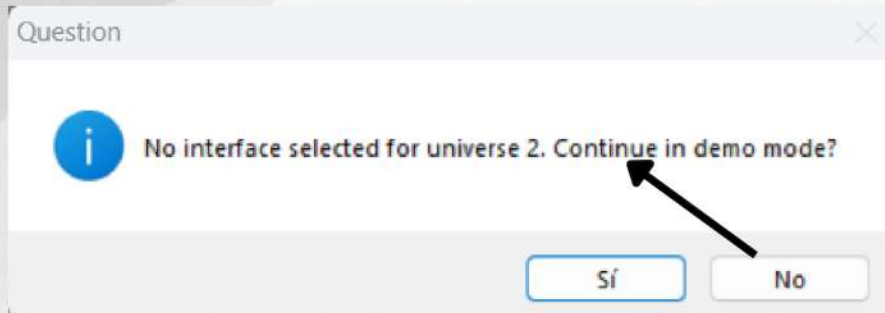 Question
No interface selected for universe 2. Continue in demo mode?
Sí
No